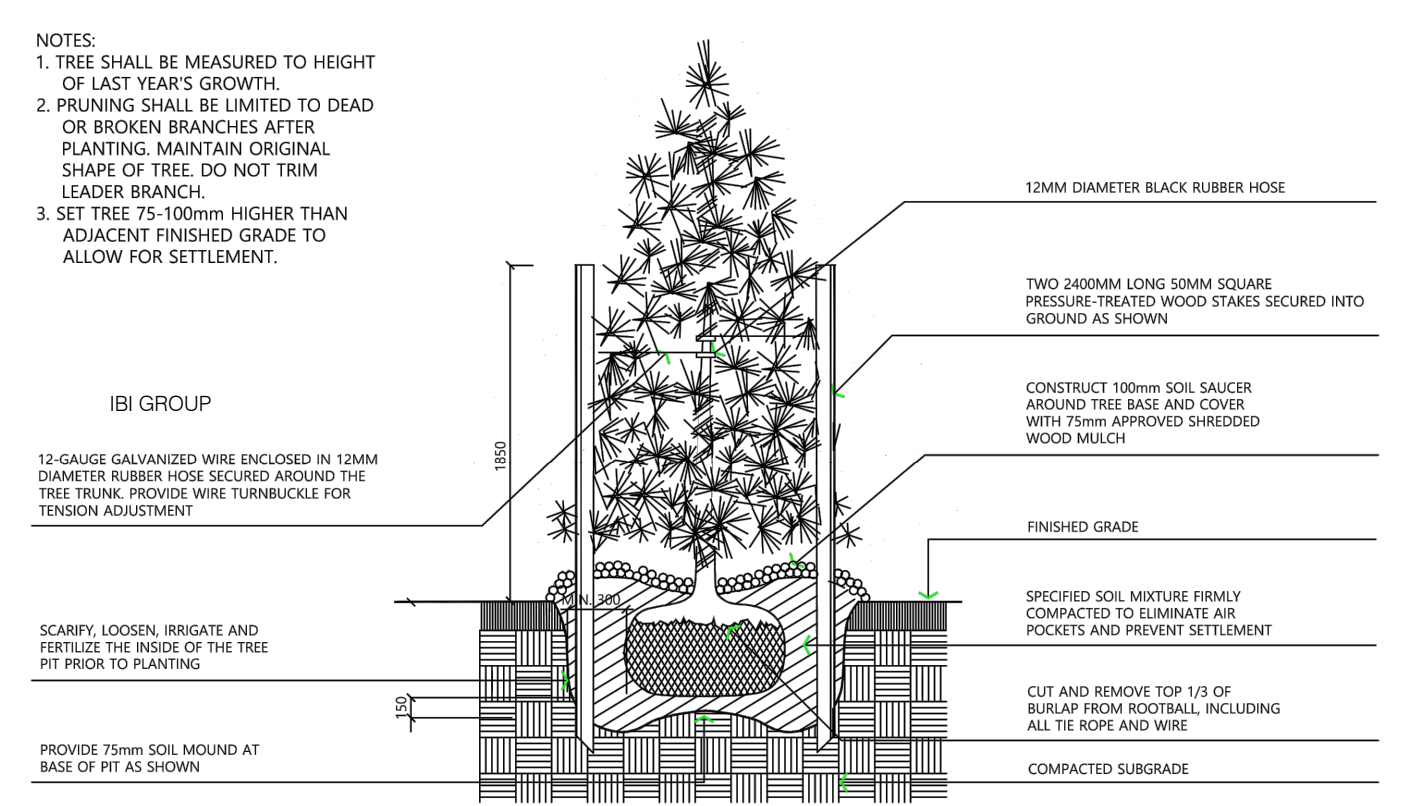 NOTES:
1. TREE SHALL BE MEASURED TO HEIGHT
OF LAST YEAR'S GROWTH.
2. PRUNING SHALL BE LIMITED TO DEAD
OR BROKEN BRANCHES AFTER
PLANTING. MAINTAIN ORIGINAL
SHAPE OF TREE. DO NOT TRIM
LEADER BRANCH.
3. SET TREE 75-100mm HIGHER THAN
ADJACENT FINISHED GRADE TO
ALLOW FOR SETTLEMENT.
IBI GROUP
12-GAUGE GALVANIZED WIRE ENCLOSED IN 12MM
DIAMETER RUBBER HOSE SECURED AROUND THE
TREE TRUNK. PROVIDE WIRE TURNBUCKLE FOR
TENSION ADJUSTMENT
SCARIFY, LOOSEN, IRRIGATE AND
FERTILIZE THE INSIDE OF THE TREE
PIT PRIOR TO PLANTING
PROVIDE 75mm SOIL MOUND AT
BASE OF PIT AS SHOWN
1850
150
MIN. 300
12MM DIAMETER BLACK RUBBER HOSE
TWO 2400MM LONG 50MM SQUARE
PRESSURE-TREATED WOOD STAKES SECURED INTO
GROUND AS SHOWN
CONSTRUCT 100mm SOIL SAUCER
AROUND TREE BASE AND COVER
WITH 75mm APPROVED SHREDDED
WOOD MULCH
FINISHED GRADE
SPECIFIED SOIL MIXTURE FIRMLY
COMPACTED TO ELIMINATE AIR
POCKETS AND PREVENT SETTLEMENT
CUT AND REMOVE TOP 1/3 OF
BURLAP FROM ROOTBALL, INCLUDING
ALL TIE ROPE AND WIRE
COMPACTED SUBGRADE